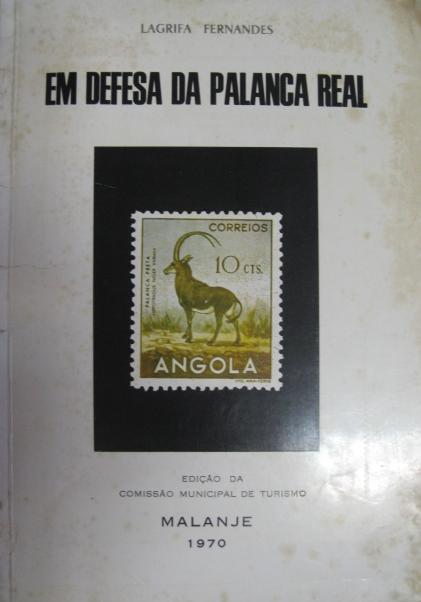 LAGRIFA FERNANDES
EM DEFESA DA PALANCA REAL
CORREIOS
10 CTS.
PALANCA PRETA
ANGOLA
EDIÇÃO DA
COMISSÃO MUNICIPAL DE TURISMO
MALANJE
1970